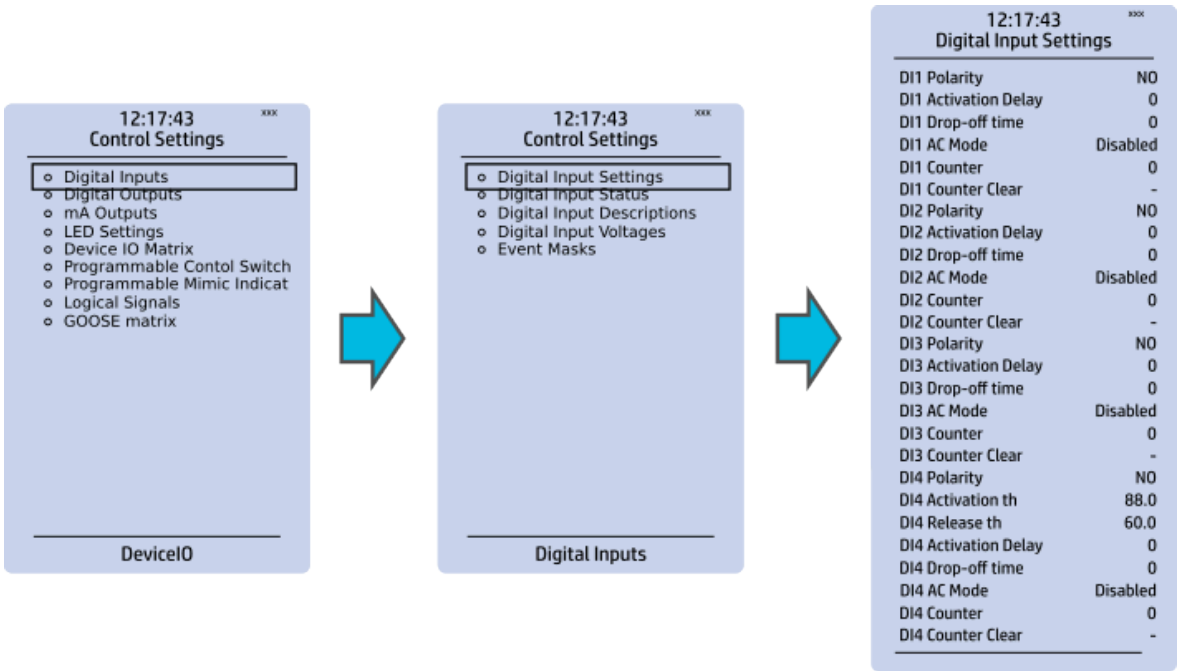 12:17:43 xxx
Control Settings
Digital Inputs
Digital Outputs
mA Outputs
LED Settings
Device IO Matrix
Programmable Contol Switch
Programmable Mimic Indicat
Logical Signals
GOOSE matrix
DeviceIO
12:17:43 xxx
Control Settings
Digital Input Settings
Digital Input Status
Digital Input Descriptions
Digital Input Voltages
Event Masks
Digital Inputs
12:17:43 xxx
Digital Input Settings
DI1 Polarity NO
DI1 Activation Delay 0
DI1 Drop-off time 0
DI1 AC Mode Disabled
DI1 Counter 0
DI1 Counter Clear -
DI2 Polarity NO
DI2 Activation Delay 0
DI2 Drop-off time 0
DI2 AC Mode Disabled
DI2 Counter 0
DI2 Counter Clear -
DI3 Polarity NO
DI3 Activation Delay 0
DI3 Drop-off time 0
DI3 AC Mode Disabled
DI3 Counter 0
DI3 Counter Clear -
DI4 Polarity NO
DI4 Activation th 88.0
DI4 Release th 60.0
DI4 Activation Delay 0
DI4 Drop-off time 0
DI4 AC Mode Disabled
DI4 Counter 0
DI4 Counter Clear -